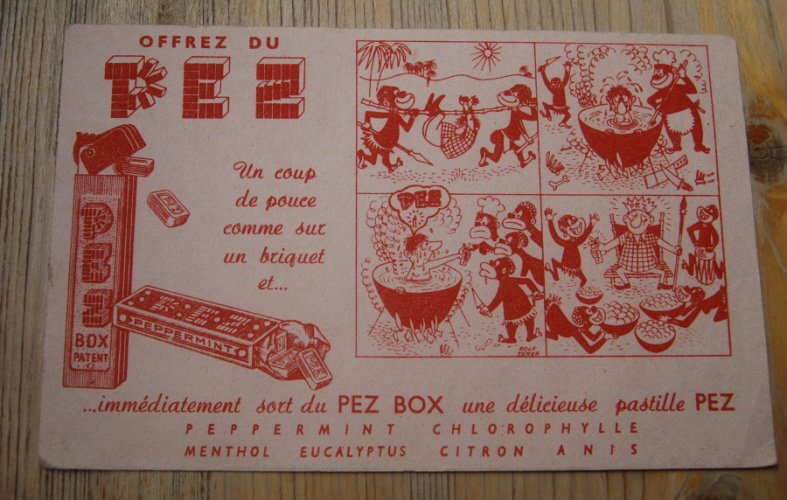 OFFREZ DU
PEZ
Un coup
de pouce
comme sur
un briquet
et...
PEZ
BOX
PATENT
PEZ
PEPPERMINT
PEZ
...immédiatement sort du PEZ BOX une délicieuse pastille PEZ
PEPPERMINT CHLOROPHYLLE
MENTHOL EUCALYPTUS CITRON ANIS